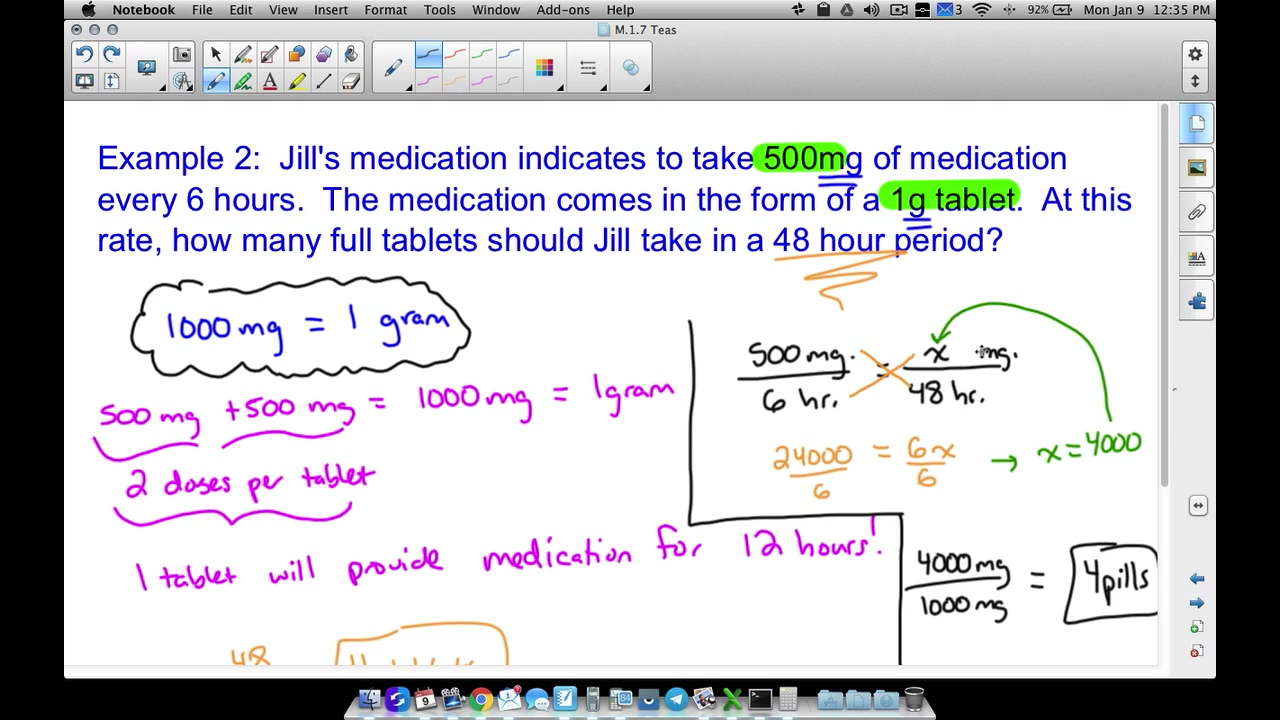 Notebook File Edit View Insert Format Tools Window Add-ons Help 3 92% Mon Jan 9 12:35 PM
M.1.7 Teas
Example 2: Jill's medication indicates to take 500mg of medication
every 6 hours. The medication comes in the form of a 1g tablet. At this
rate, how many full tablets should Jill take in a 48 hour period?
1000 mg = 1 gram
500 mg + 500 mg = 1000 mg = 1 gram
2 doses per tablet
1 tablet will provide medication for 12 hours!
48
500 mg. = x mg.
6 hr. 48 hr.
24000 = 6x → x = 4000
6 6
4000 mg = 4 pills
1000 mg